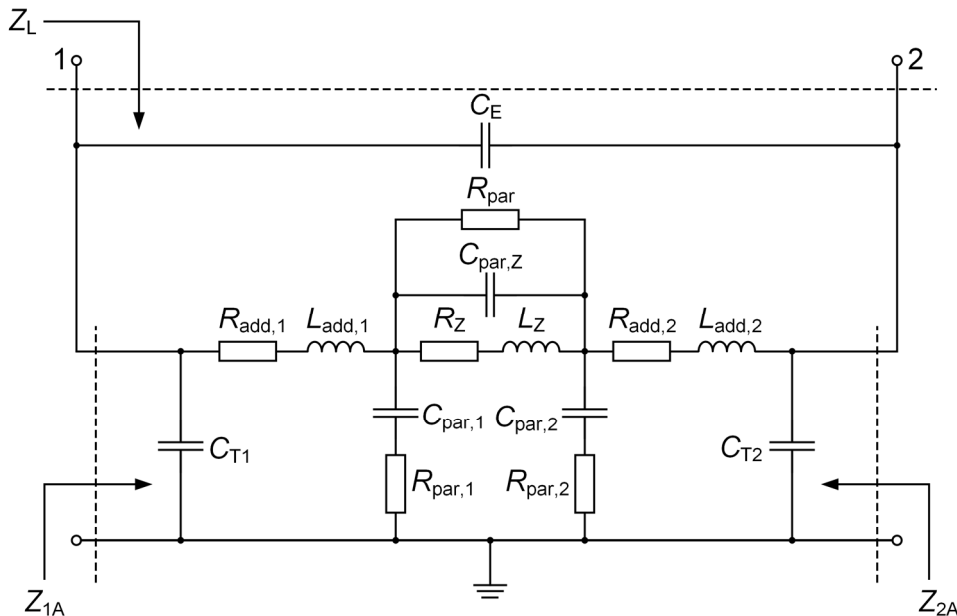 Z_L
1
2
C_E
R_par
C_par,Z
R_add,1
L_add,1
R_Z
L_Z
R_add,2
L_add,2
C_par,1
C_par,2
C_T1
C_T2
R_par,1
R_par,2
Z_1A
Z_2A